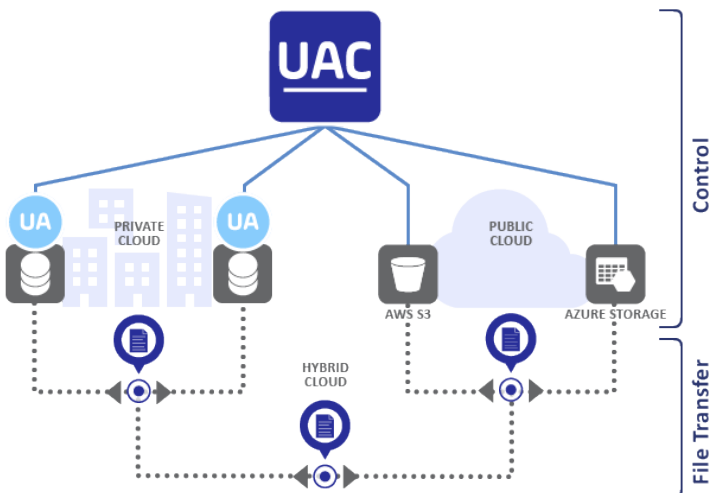 UAC
Control
UA
UA
PRIVATE
CLOUD
PUBLIC
CLOUD
AWS S3
AZURE STORAGE
HYBRID
CLOUD
File Transfer